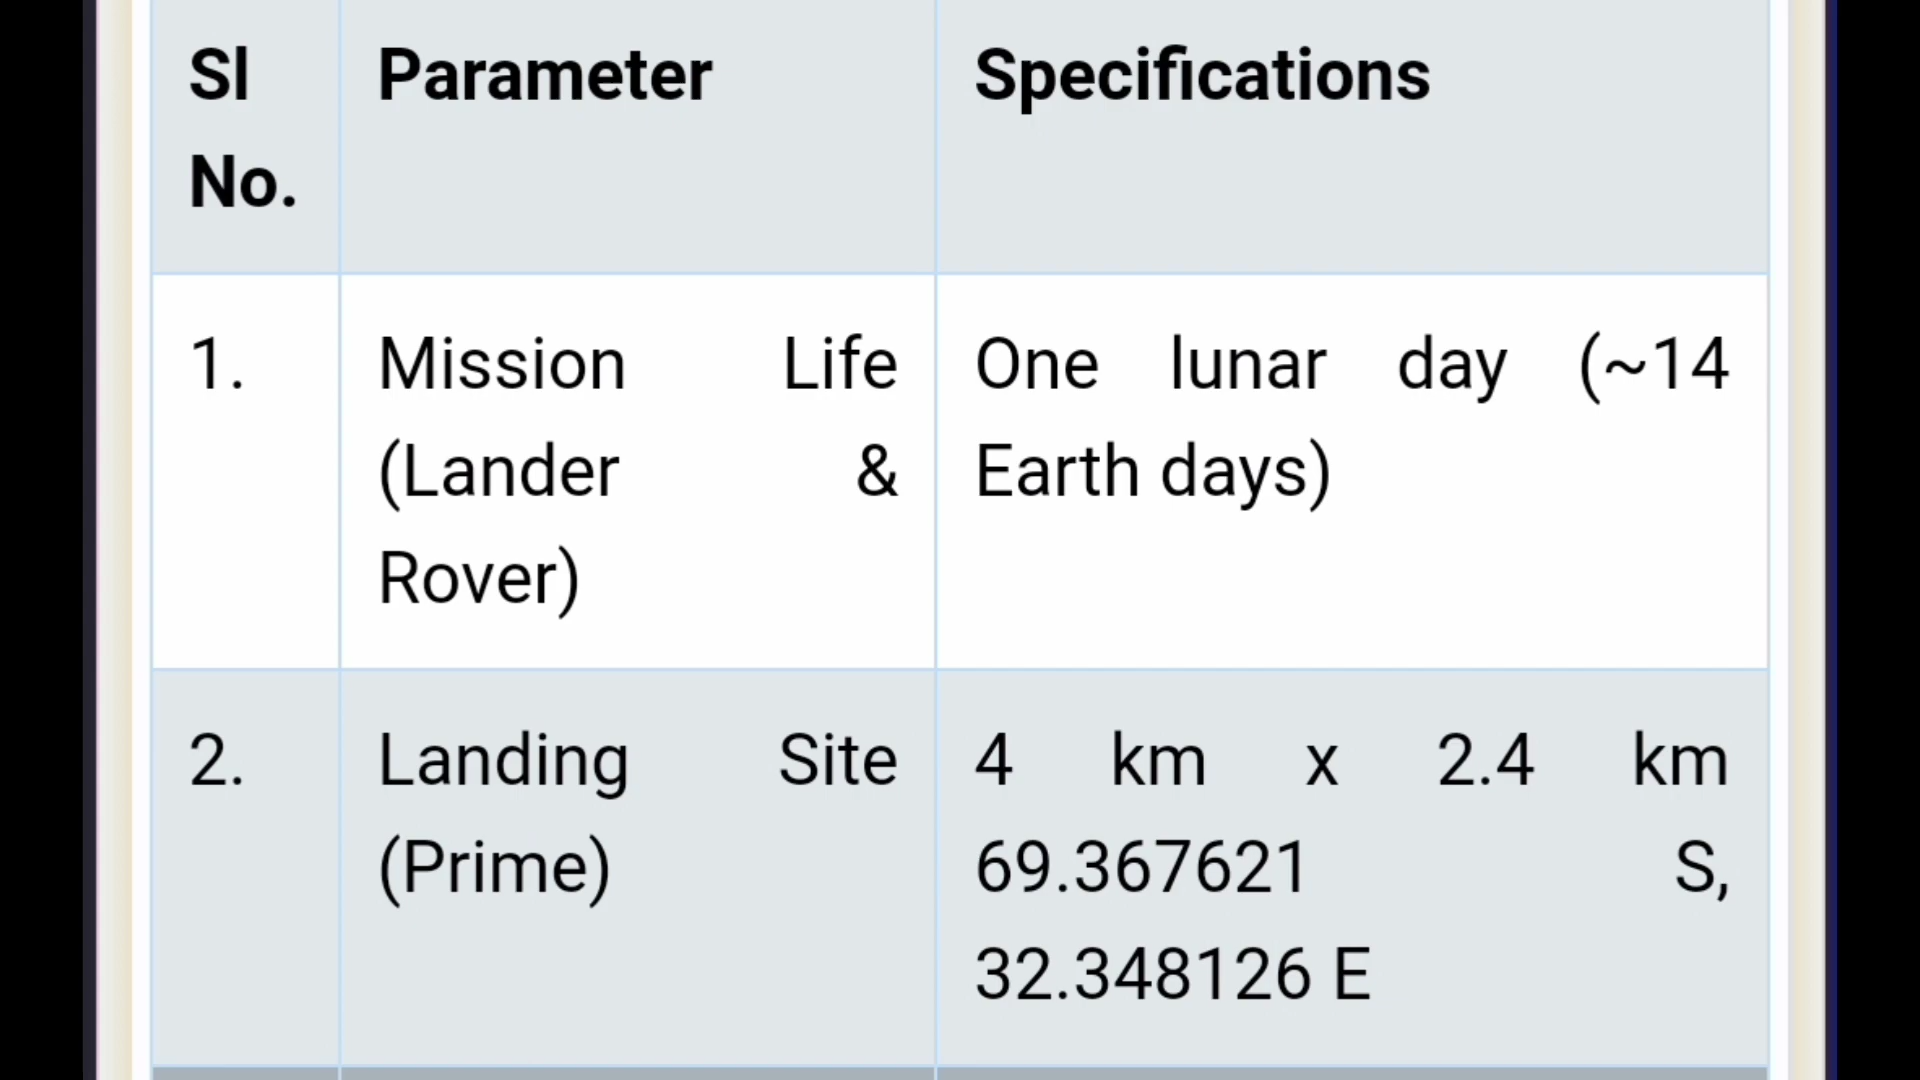 Sl
No.
Parameter
Specifications
1.
Mission Life
(Lander &
Rover)
One lunar day (~14
Earth days)
2.
Landing Site
(Prime)
4 km x 2.4 km
69.367621 S,
32.348126 E